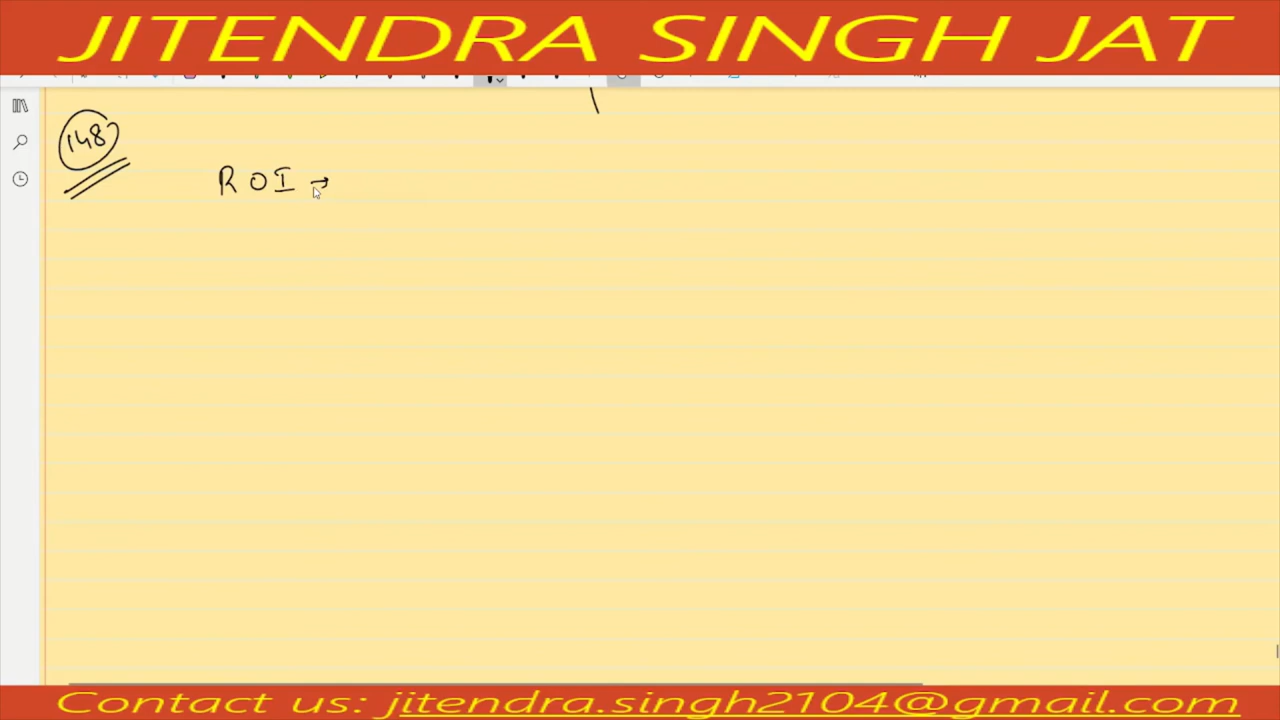 JITENDRA SINGH JAT
148
ROI →
Contact us: jitendra.singh2104@gmail.com